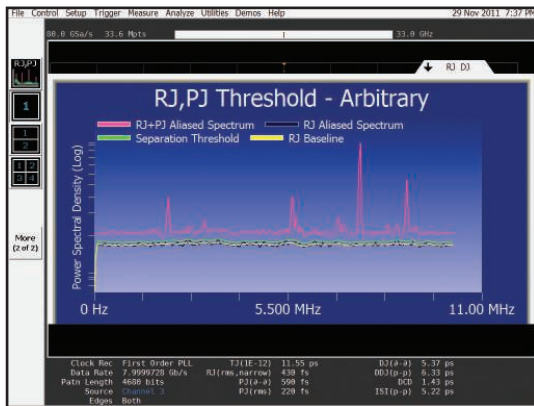 File Control Setup Trigger Measure Analyze Utilities Demos Help 29 Nov 2011 7:37 PM
80.0 GSa/s 33.6 Mpts 33.0 GHz
RJ,PJ
RJ DJ
1
1
2
1 2
3 4
More
(2 of 2)
RJ,PJ Threshold - Arbitrary
RJ+PJ Aliased Spectrum RJ Aliased Spectrum
Separation Threshold RJ Baseline
Power Spectral Density (Log)
0 Hz 5.500 MHz 11.00 MHz
Clock Rec First Order PLL TJ(1E-12) 11.55 ps DJ(∂-∂) 5.37 ps
Data Rate 7.9999728 Gb/s RJ(rms,narrow) 430 fs DDJ(p-p) 6.33 ps
Patn Length 4680 bits PJ(∂-∂) 590 fs DCD 1.43 ps
Source Channel 3 PJ(rms) 220 fs ISI(p-p) 5.22 ps
Edges Both